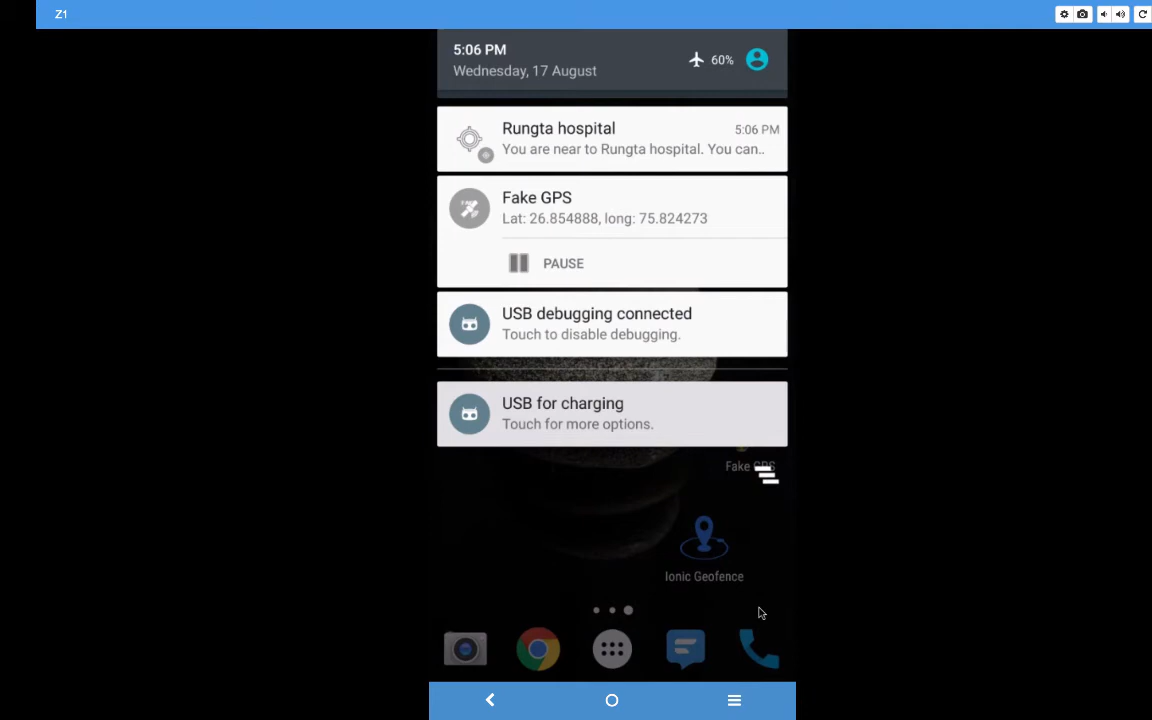 Z1
5:06 PM
Wednesday, 17 August
60%
Rungta hospital
5:06 PM
You are near to Rungta hospital. You can..
Fake GPS
Lat: 26.854888, long: 75.824273
PAUSE
USB debugging connected
Touch to disable debugging.
USB for charging
Touch for more options.
Fake GPS
Ionic Geofence